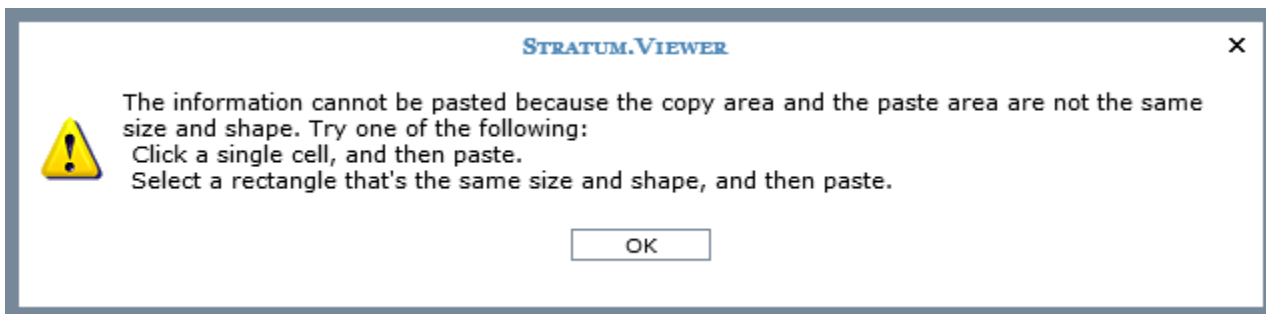 Stratum.Viewer
×
The information cannot be pasted because the copy area and the paste area are not the same
size and shape. Try one of the following:
Click a single cell, and then paste.
Select a rectangle that's the same size and shape, and then paste.
OK